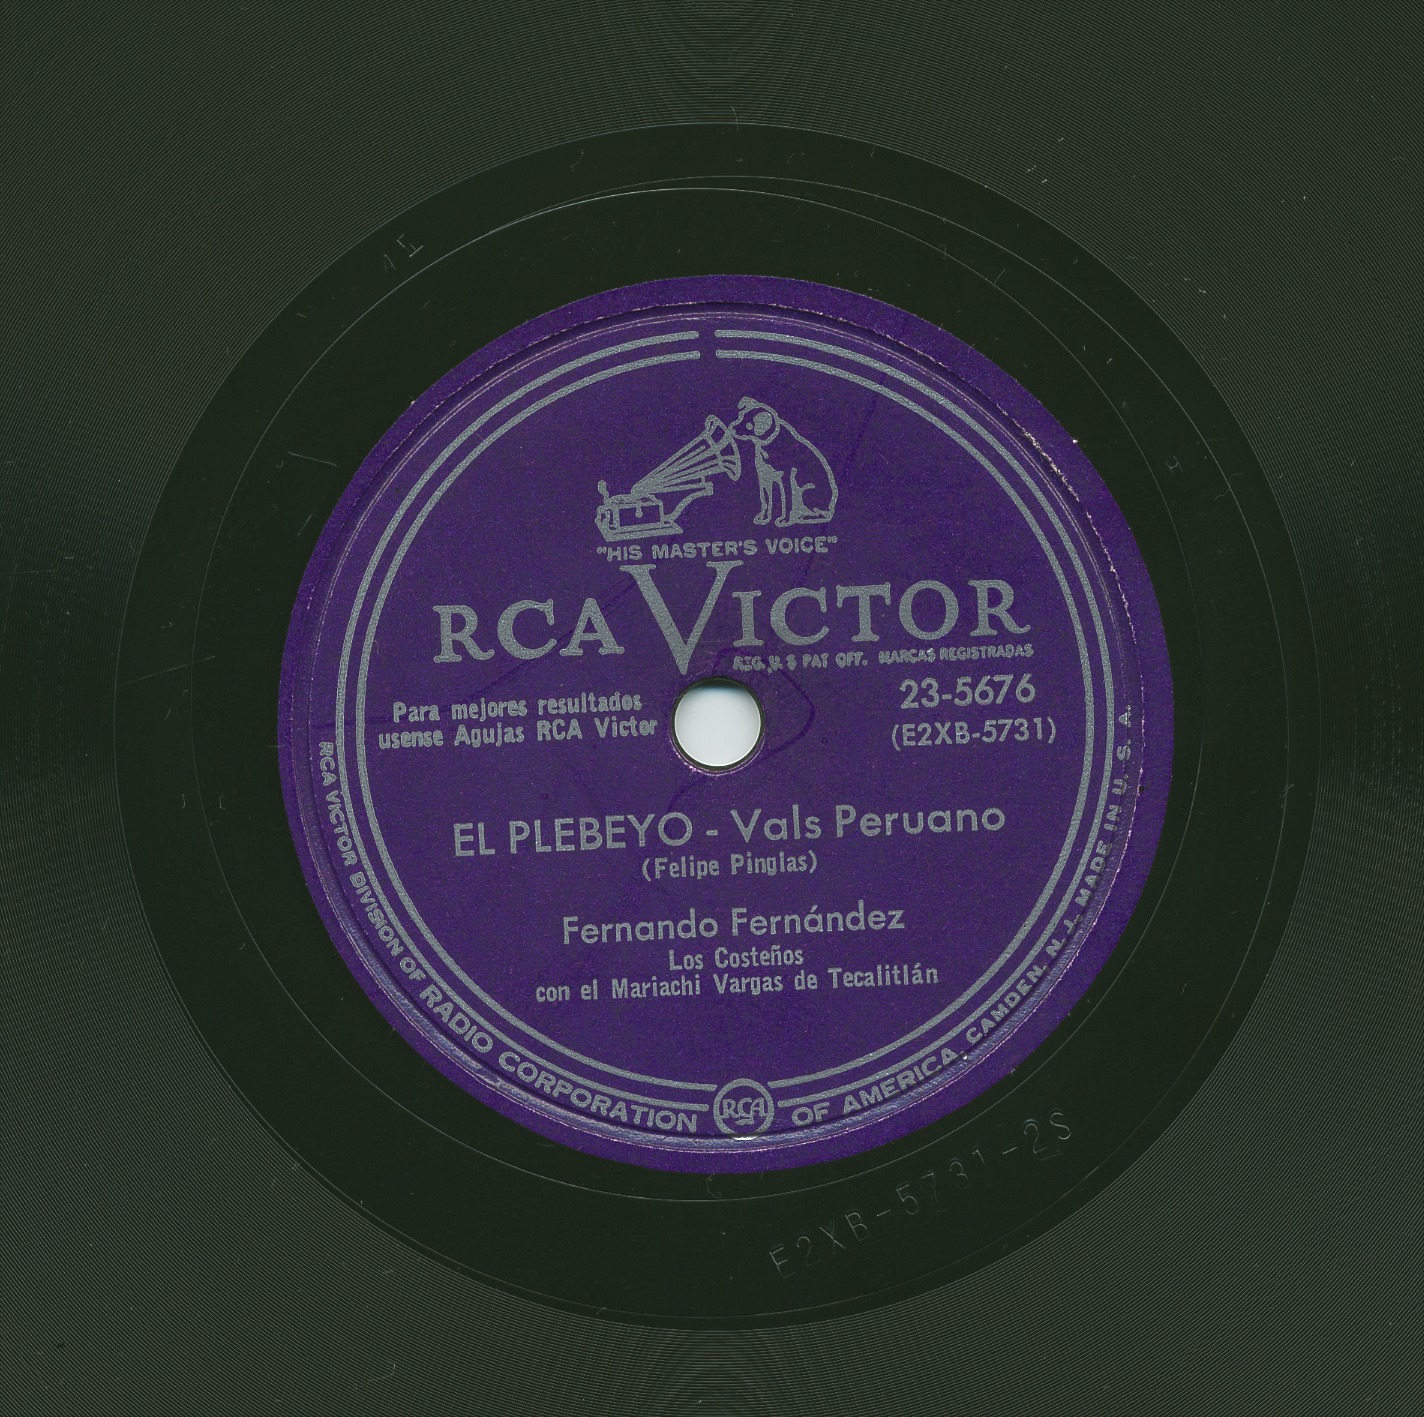 "HIS MASTER'S VOICE"
RCA VICTOR
REG. U. S PAT OFF. MARCAS REGISTRADAS
Para mejores resultados
usense Agujas RCA Victor
23-5676
(E2XB-5731)
EL PLEBEYO - Vals Peruano
(Felipe Pinglas)
Fernando Fernández
Los Costeños
con el Mariachi Vargas de Tecalitlán
RCA VICTOR DIVISION OF RADIO CORPORATION OF AMERICA, CAMDEN, N. J. MADE IN U. S. A.
RCA
E2XB-5731-2S